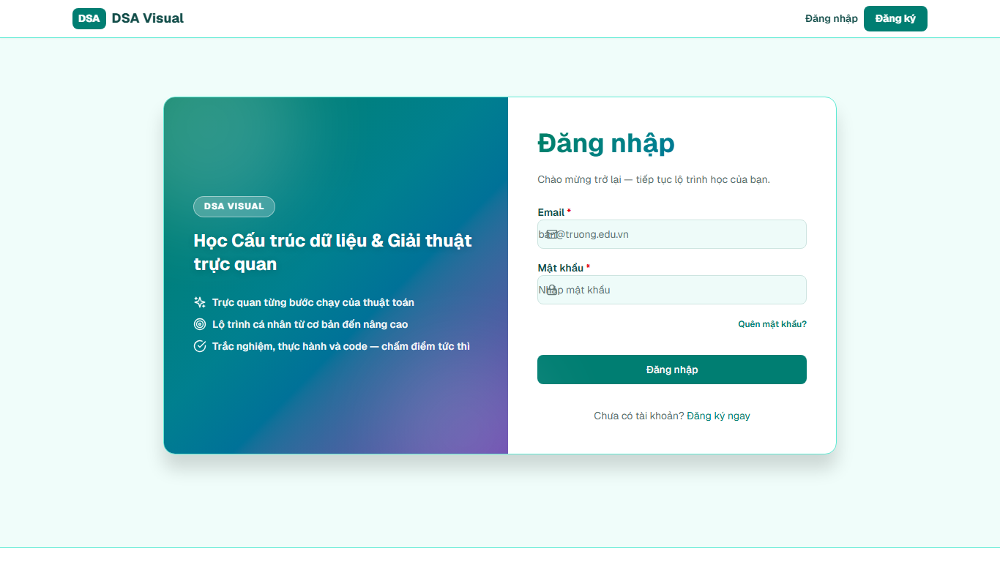 DSA DSA Visual
Đăng nhập Đăng ký
DSA VISUAL
Học Cấu trúc dữ liệu & Giải thuật
trực quan
Trực quan từng bước chạy của thuật toán
Lộ trình cá nhân từ cơ bản đến nâng cao
Trắc nghiệm, thực hành và code — chấm điểm tức thì
Đăng nhập
Chào mừng trở lại — tiếp tục lộ trình học của bạn.
Email *
ban@truong.edu.vn
Mật khẩu *
Nhập mật khẩu
Quên mật khẩu?
Đăng nhập
Chưa có tài khoản? Đăng ký ngay